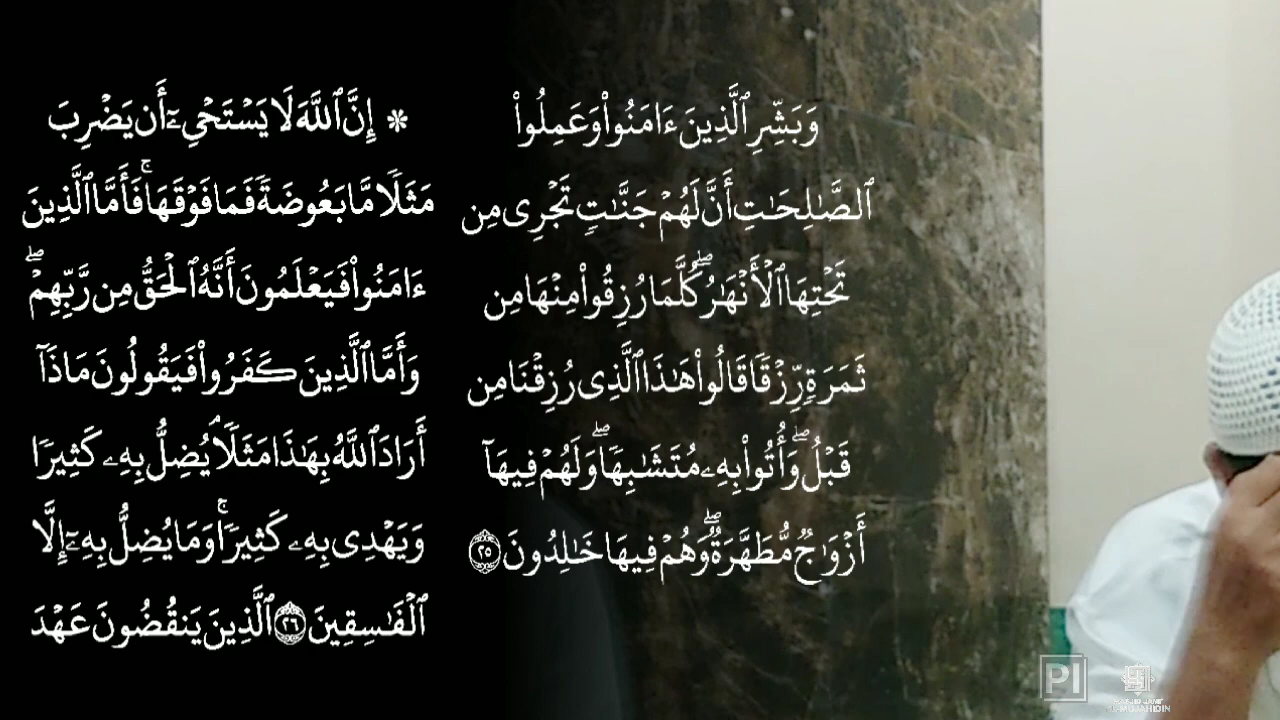 وَبَشِّرِ ٱلَّذِينَ ءَامَنُوا۟ وَعَمِلُوا۟
ٱلصَّـٰلِحَـٰتِ أَنَّ لَهُمْ جَنَّـٰتٍ تَجْرِى مِن
تَحْتِهَا ٱلْأَنْهَـٰرُ ۖ كُلَّمَا رُزِقُوا۟ مِنْهَا مِن
ثَمَرَةٍ رِّزْقًا قَالُوا۟ هَـٰذَا ٱلَّذِى رُزِقْنَا مِن
قَبْلُ ۖ وَأُتُوا۟ بِهِۦ مُتَشَـٰبِهًا ۖ وَلَهُمْ فِيهَآ
أَزْوَٰجٌ مُّطَهَّرَةٌ ۖ وَهُمْ فِيهَا خَـٰلِدُونَ ٢٥
* إِنَّ ٱللَّهَ لَا يَسْتَحْىِۦٓ أَن يَضْرِبَ
مَثَلًا مَّا بَعُوضَةً فَمَا فَوْقَهَا ۚ فَأَمَّا ٱلَّذِينَ
ءَامَنُوا۟ فَيَعْلَمُونَ أَنَّهُ ٱلْحَقُّ مِن رَّبِّهِمْ ۖ
وَأَمَّا ٱلَّذِينَ كَفَرُوا۟ فَيَقُولُونَ مَاذَآ
أَرَادَ ٱللَّهُ بِهَـٰذَا مَثَلًا ۘ يُضِلُّ بِهِۦ كَثِيرًا
وَيَهْدِى بِهِۦ كَثِيرًا ۚ وَمَا يُضِلُّ بِهِۦٓ إِلَّا
ٱلْفَـٰسِقِينَ ٢٦ ٱلَّذِينَ يَنقُضُونَ عَهْدَ
PI